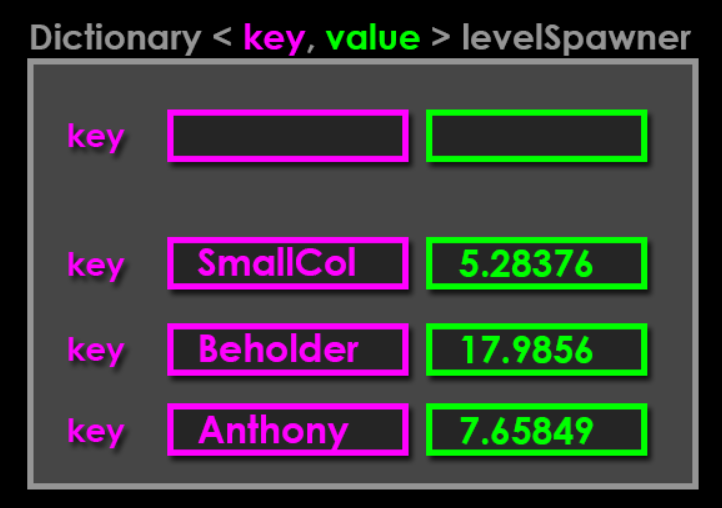 Dictionary < key, value > levelSpawner
key
key SmallCol 5.28376
key Beholder 17.9856
key Anthony 7.65849